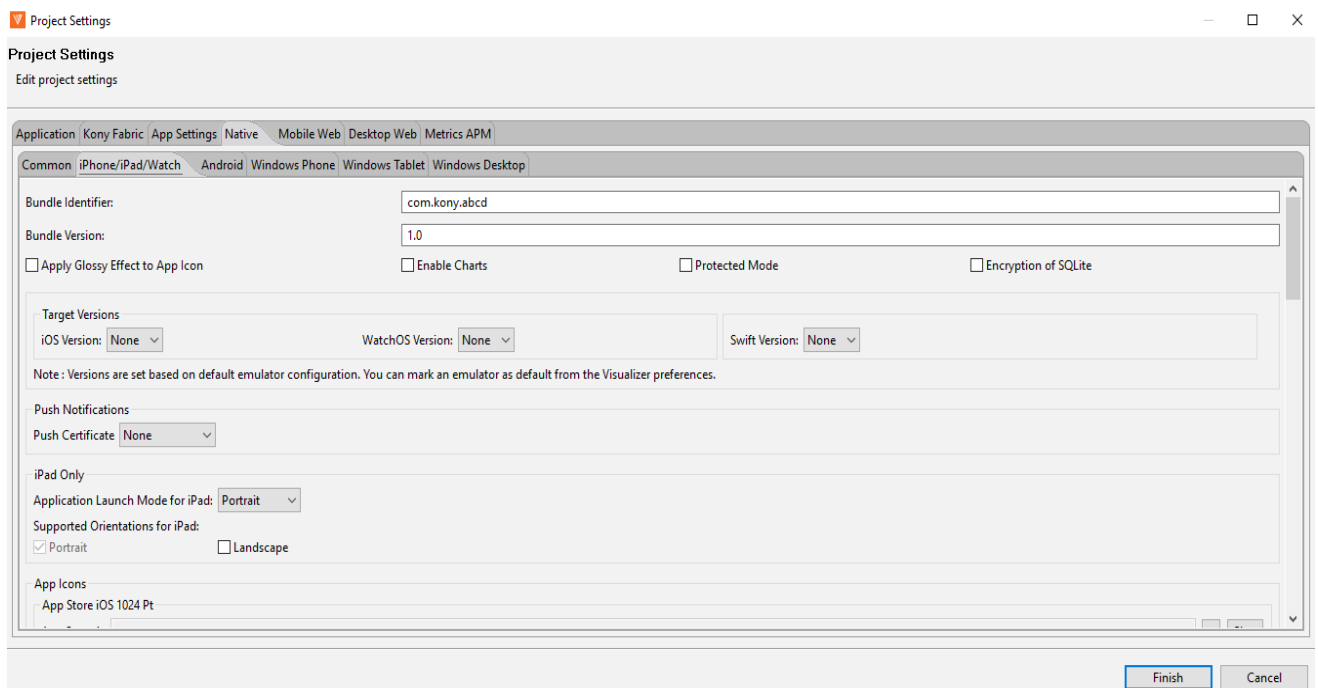 Project Settings
Project Settings
Edit project settings
Application Kony Fabric App Settings Native Mobile Web Desktop Web Metrics APM
Common iPhone/iPad/Watch Android Windows Phone Windows Tablet Windows Desktop
Bundle Identifier: com.kony.abcd
Bundle Version: 1.0
Apply Glossy Effect to App Icon Enable Charts Protected Mode Encryption of SQLite
Target Versions
iOS Version: None WatchOS Version: None Swift Version: None
Note : Versions are set based on default emulator configuration. You can mark an emulator as default from the Visualizer preferences.
Push Notifications
Push Certificate None
iPad Only
Application Launch Mode for iPad: Portrait
Supported Orientations for iPad:
Portrait Landscape
App Icons
App Store iOS 1024 Pt
Finish Cancel